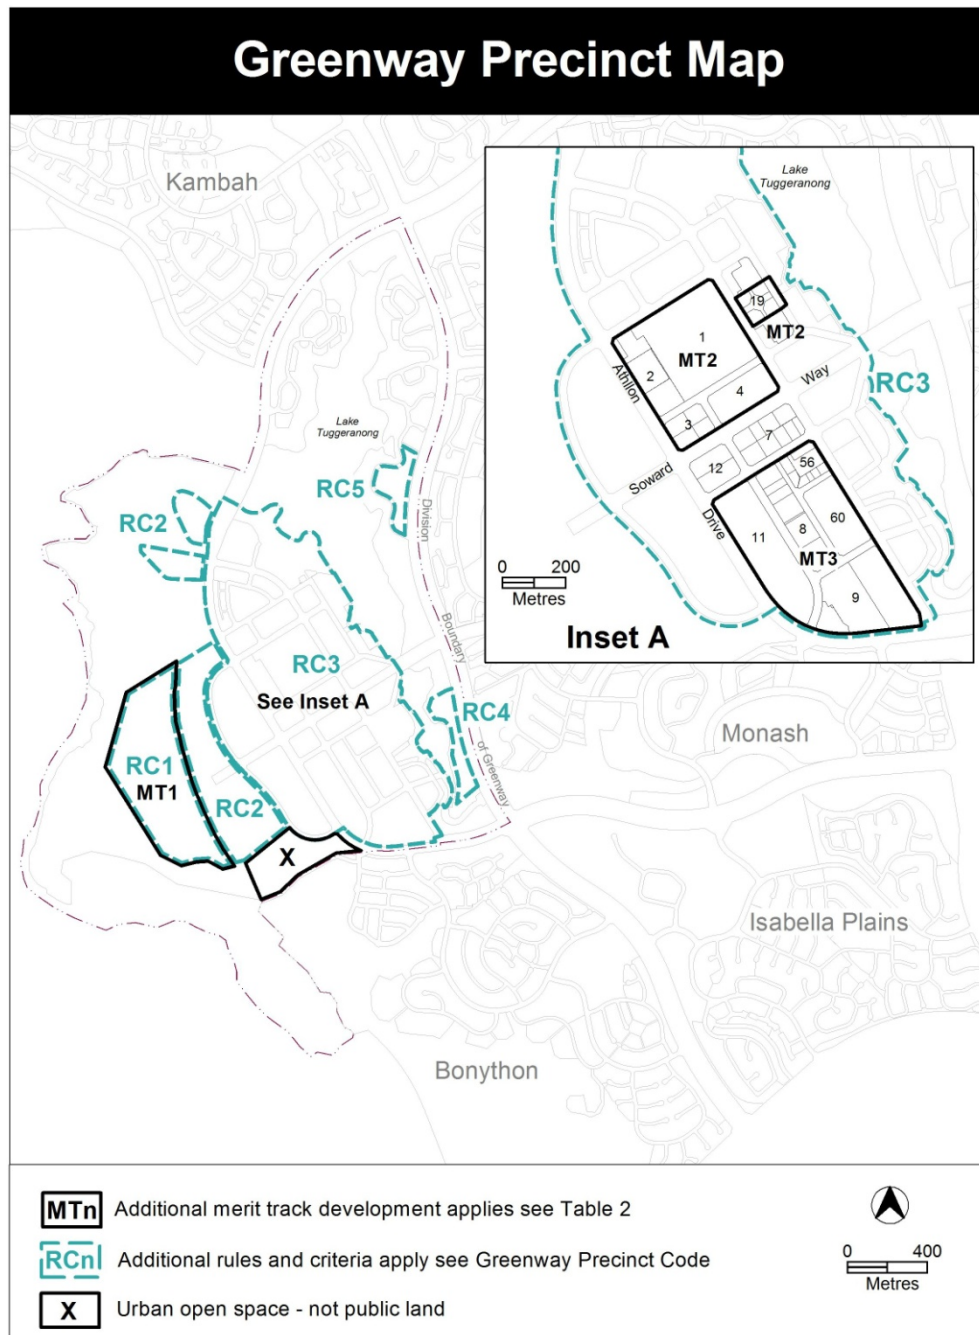 Greenway Precinct Map
Kambah
Lake
Tuggeranong
1
19
MT2
MT2
Athllon
2
4
Way
RC3
3
7
Soward
12
56
Drive
11
8
60
MT3
9
0 200
Metres
Inset A
Lake
Tuggeranong
RC5
Division
RC2
Boundary
RC3
See Inset A
RC4
of Greenway
Monash
RC1
MT1
RC2
X
Isabella Plains
Bonython
MTn Additional merit track development applies see Table 2
RCn Additional rules and criteria apply see Greenway Precinct Code
X Urban open space - not public land
0 400
Metres